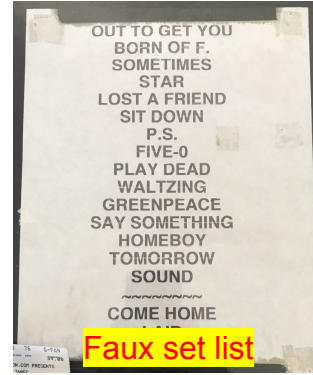 OUT TO GET YOU
BORN OF F.
SOMETIMES
STAR
LOST A FRIEND
SIT DOWN
P.S.
FIVE-0
PLAY DEAD
WALTZING
GREENPEACE
SAY SOMETHING
HOMEBOY
TOMORROW
SOUND
~~~~~~~~
COME HOME
Faux set list